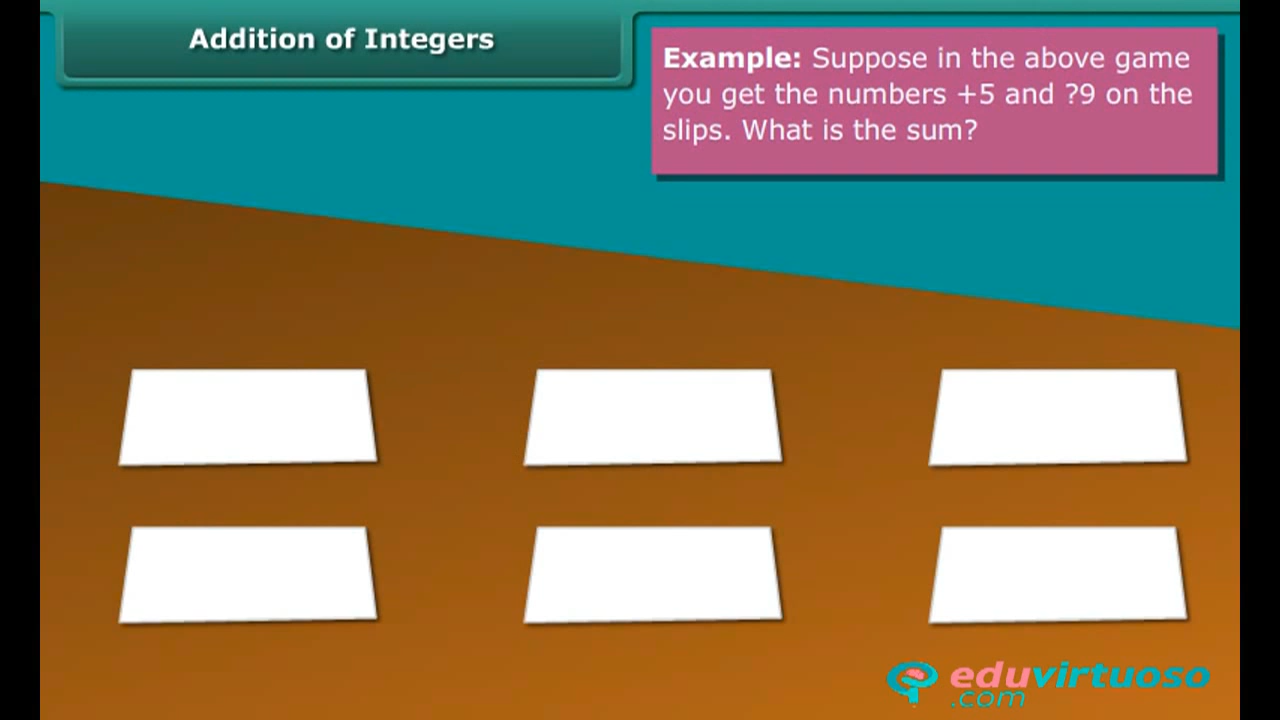 Addition of Integers
Example: Suppose in the above game
you get the numbers +5 and ?9 on the
slips. What is the sum?
eduvirtuoso
.com